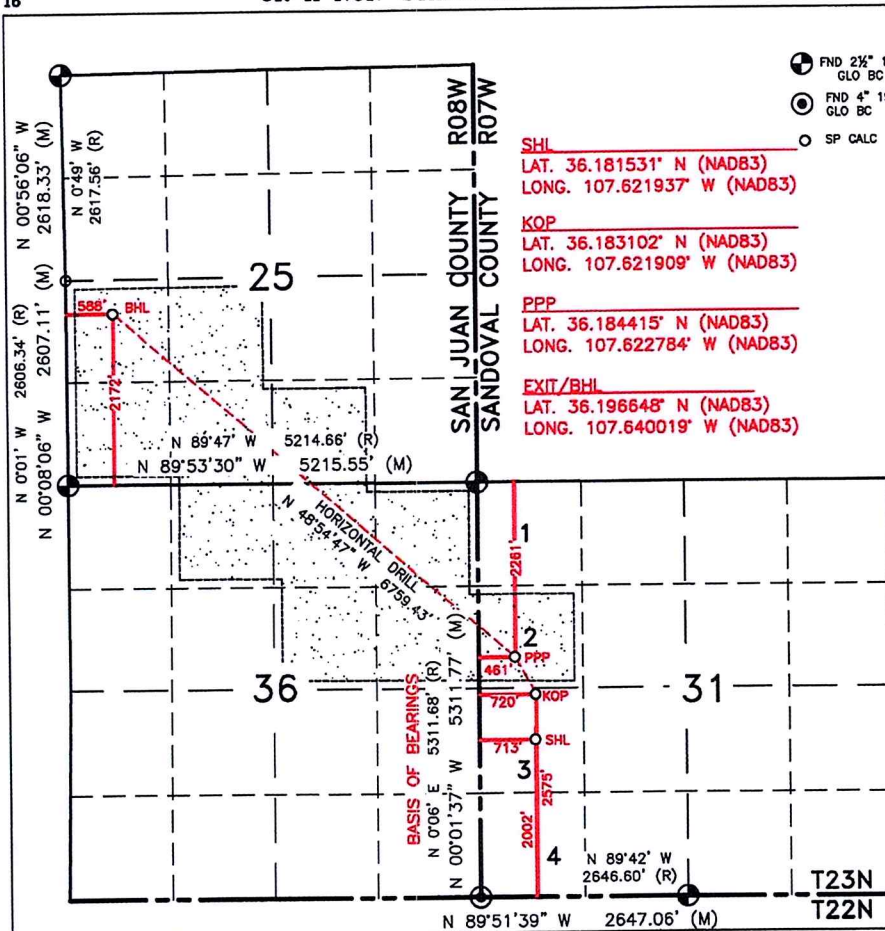 16
R08W
R07W
FND 2½"
GLO BC
FND 4"
GLO BC
SP CALC
SAN JUAN COUNTY
SANDOVAL COUNTY
SHL
LAT. 36.181531° N (NAD83)
LONG. 107.621937° W (NAD83)
KOP
LAT. 36.183102° N (NAD83)
LONG. 107.621909° W (NAD83)
PPP
LAT. 36.184415° N (NAD83)
LONG. 107.622784° W (NAD83)
EXIT/BHL
LAT. 36.196648° N (NAD83)
LONG. 107.640019° W (NAD83)
N 00°56'06" W
2618.33' (M)
N 0°49' W
2617.56' (R)
25
588'
BHL
2172'
N 0°01' W 2606.34' (R)
N 00°08'06" W 2607.11' (M)
N 89°47' W 5214.66' (R)
N 89°53'30" W 5215.55' (M)
HORIZONTAL DRILL
N 48°54'47" W 6759.43'
1
2261'
2
461'
PPP
36
31
720'
KOP
713'
SHL
3
2575'
2002'
4
BASIS OF BEARINGS
N 0°06' E 5311.68' (R)
N 00°01'37" W 5311.77' (M)
N 89°42' W
2646.60' (R)
T23N
T22N
N 89°51'39" W 2647.06' (M)